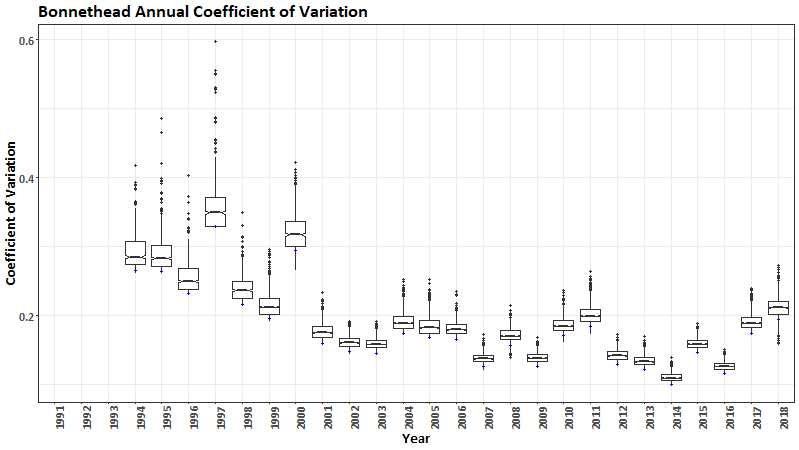 Bonnethead Annual Coefficient of Variation
Coefficient of Variation
0.6
0.4
0.2
1991 1992 1993 1994 1995 1996 1997 1998 1999 2000 2001 2002 2003 2004 2005 2006 2007 2008 2009 2010 2011 2012 2013 2014 2015 2016 2017 2018
Year